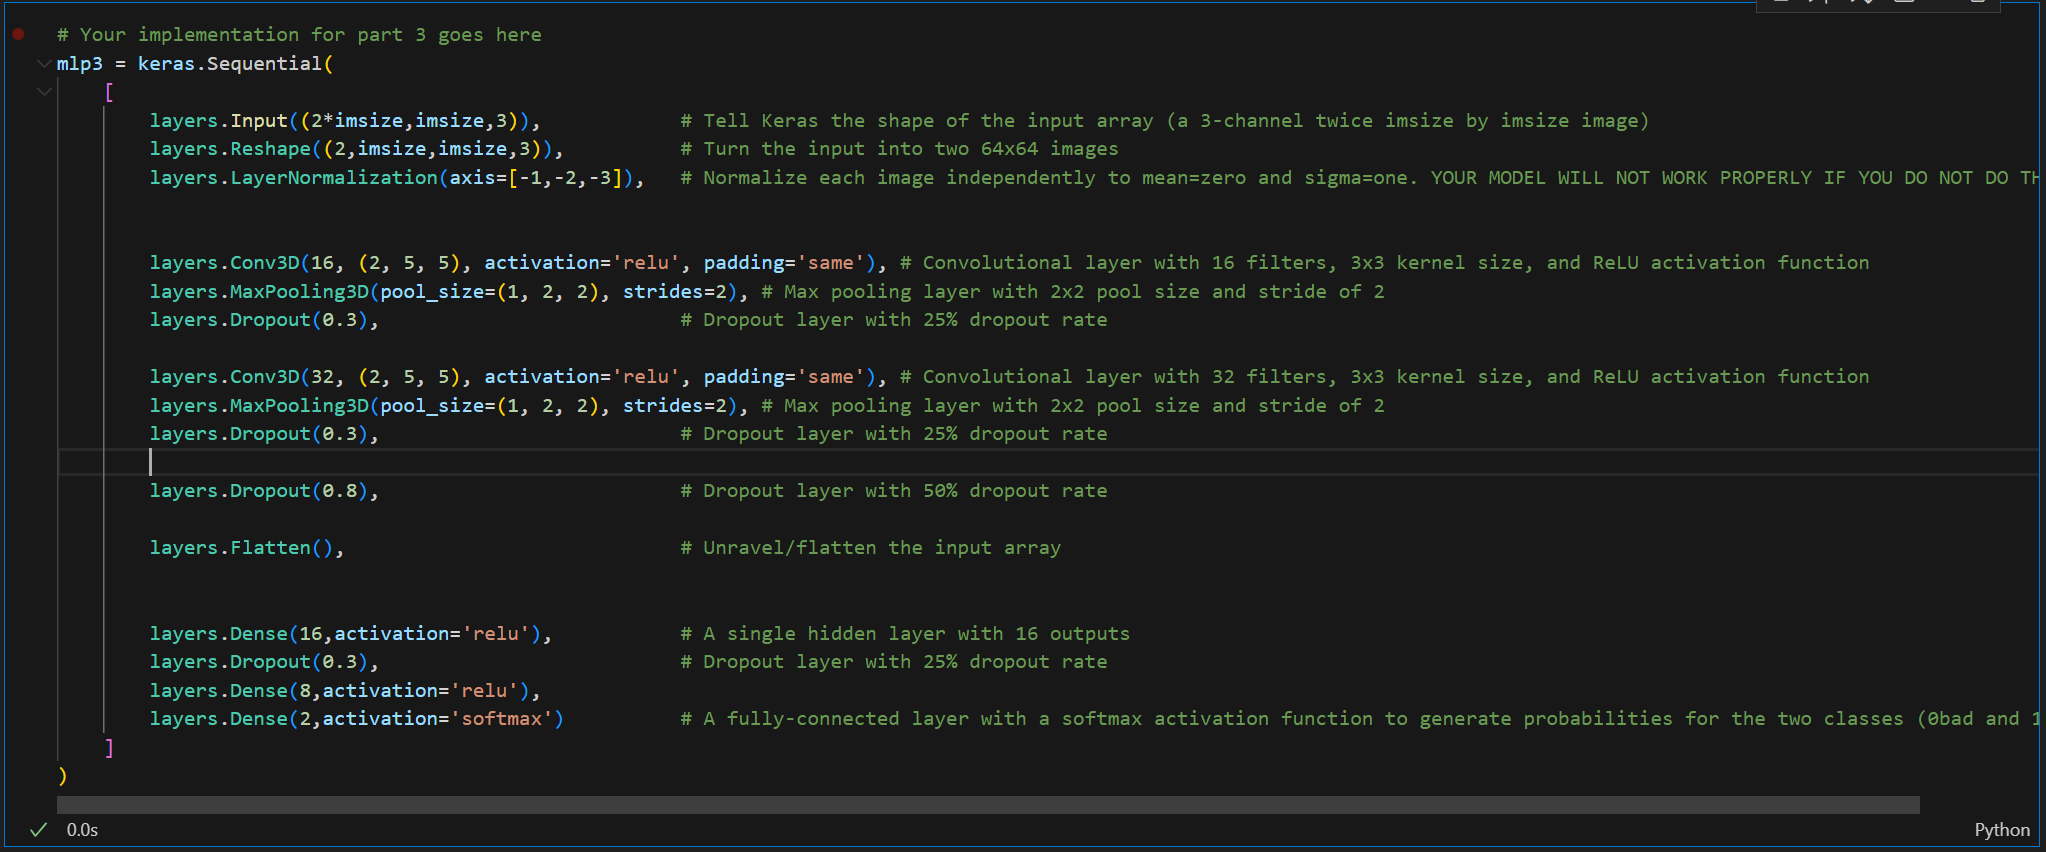 # Your implementation for part 3 goes here
mlp3 = keras.Sequential(
[
layers.Input((2*imsize,imsize,3)), # Tell Keras the shape of the input array (a 3-channel twice imsize by imsize image)
layers.Reshape((2,imsize,imsize,3)), # Turn the input into two 64x64 images
layers.LayerNormalization(axis=[-1,-2,-3]), # Normalize each image independently to mean=zero and sigma=one. YOUR MODEL WILL NOT WORK PROPERLY IF YOU DO NOT DO TH
layers.Conv3D(16, (2, 5, 5), activation='relu', padding='same'), # Convolutional layer with 16 filters, 3x3 kernel size, and ReLU activation function
layers.MaxPooling3D(pool_size=(1, 2, 2), strides=2), # Max pooling layer with 2x2 pool size and stride of 2
layers.Dropout(0.3), # Dropout layer with 25% dropout rate
layers.Conv3D(32, (2, 5, 5), activation='relu', padding='same'), # Convolutional layer with 32 filters, 3x3 kernel size, and ReLU activation function
layers.MaxPooling3D(pool_size=(1, 2, 2), strides=2), # Max pooling layer with 2x2 pool size and stride of 2
layers.Dropout(0.3), # Dropout layer with 25% dropout rate
layers.Dropout(0.8), # Dropout layer with 50% dropout rate
layers.Flatten(), # Unravel/flatten the input array
layers.Dense(16,activation='relu'), # A single hidden layer with 16 outputs
layers.Dropout(0.3), # Dropout layer with 25% dropout rate
layers.Dense(8,activation='relu'),
layers.Dense(2,activation='softmax') # A fully-connected layer with a softmax activation function to generate probabilities for the two classes (0bad and 1
]
)
0.0s
Python